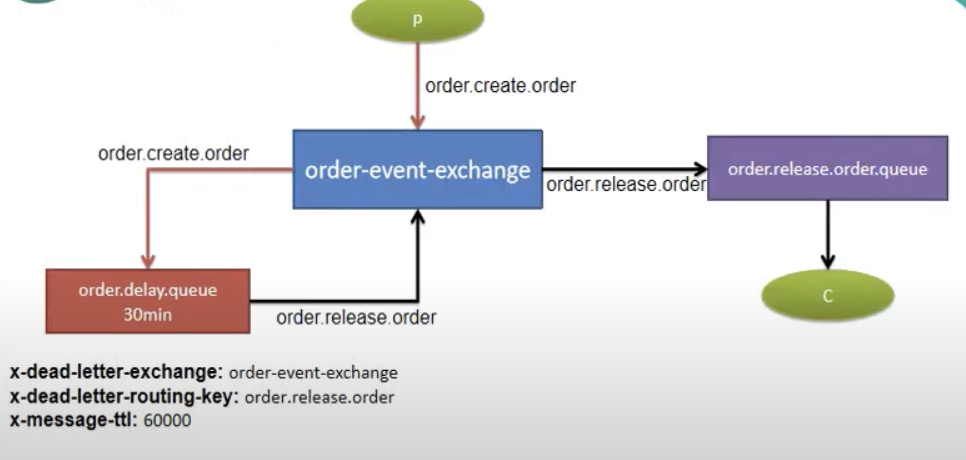 p
order.create.order
order.create.order
order-event-exchange
order.release.order
order.release.order.queue
order.delay.queue
30min
order.release.order
C
x-dead-letter-exchange: order-event-exchange
x-dead-letter-routing-key: order.release.order
x-message-ttl: 60000